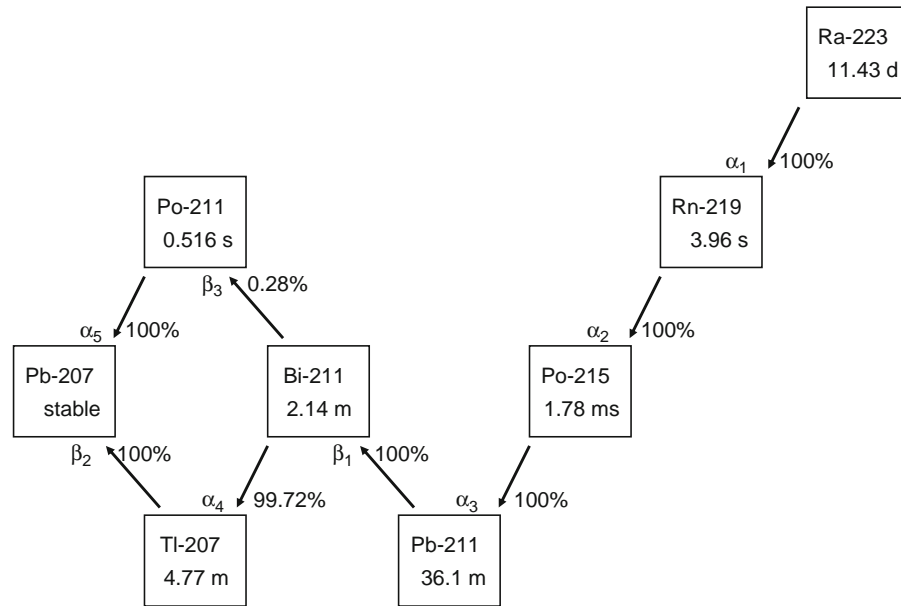 Ra-223
11.43 d
α1 100%
Rn-219
3.96 s
Po-211
0.516 s
β3 0.28%
α5 100%
α2 100%
Pb-207
stable
Bi-211
2.14 m
Po-215
1.78 ms
β2 100%
β1 100%
α4 99.72%
α3 100%
Tl-207
4.77 m
Pb-211
36.1 m